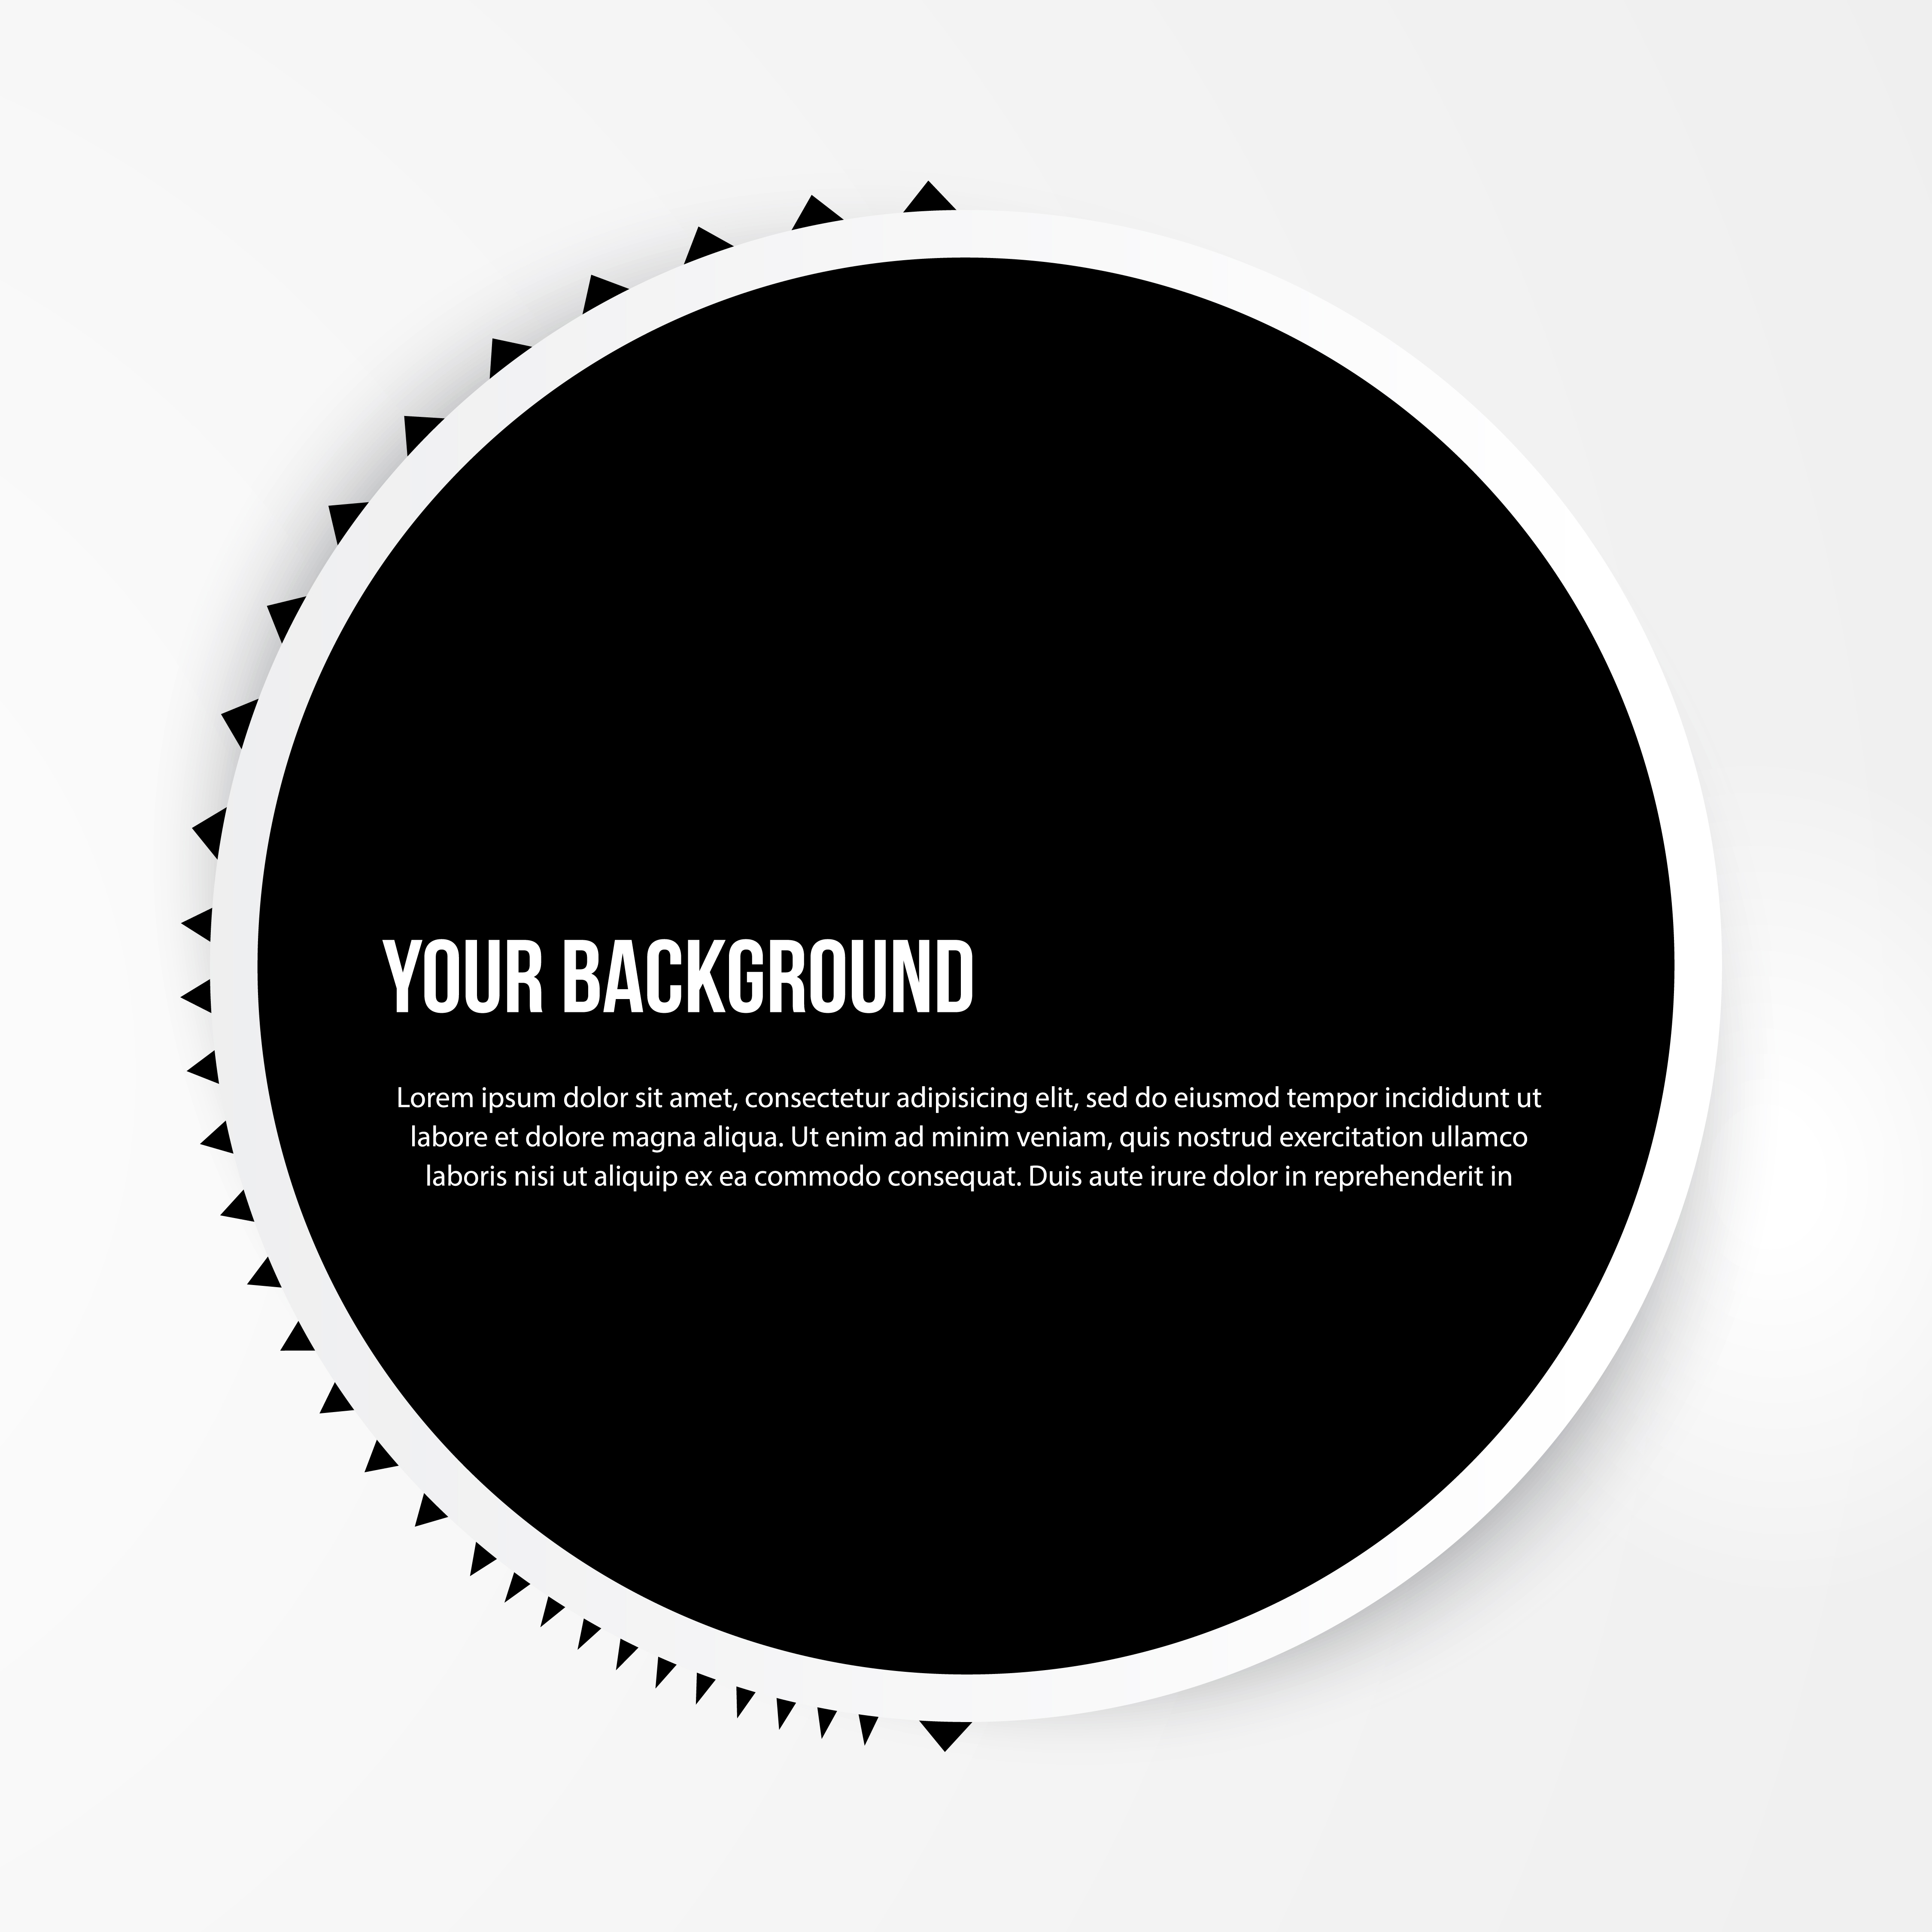 YOUR BACKGROUND
Lorem ipsum dolor sit amet, consectetur adipisicing elit, sed do eiusmod tempor incididunt ut
labore et dolore magna aliqua. Ut enim ad minim veniam, quis nostrud exercitation ullamco
laboris nisi ut aliquip ex ea commodo consequat. Duis aute irure dolor in reprehenderit in